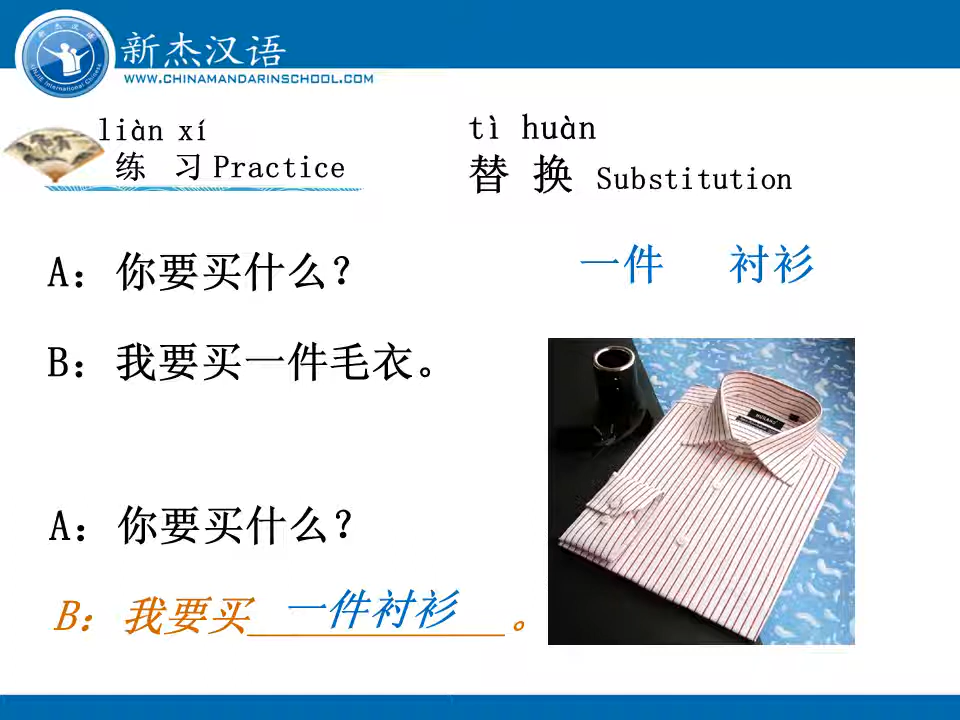 新杰汉语
WWW.CHINAMANDARINSCHOOL.COM
liàn xí
练 习 Practice
tì huàn
替 换 Substitution
A：你要买什么？
一件 衬衫
B：我要买一件毛衣。
A：你要买什么？
B：我要买一件衬衫。